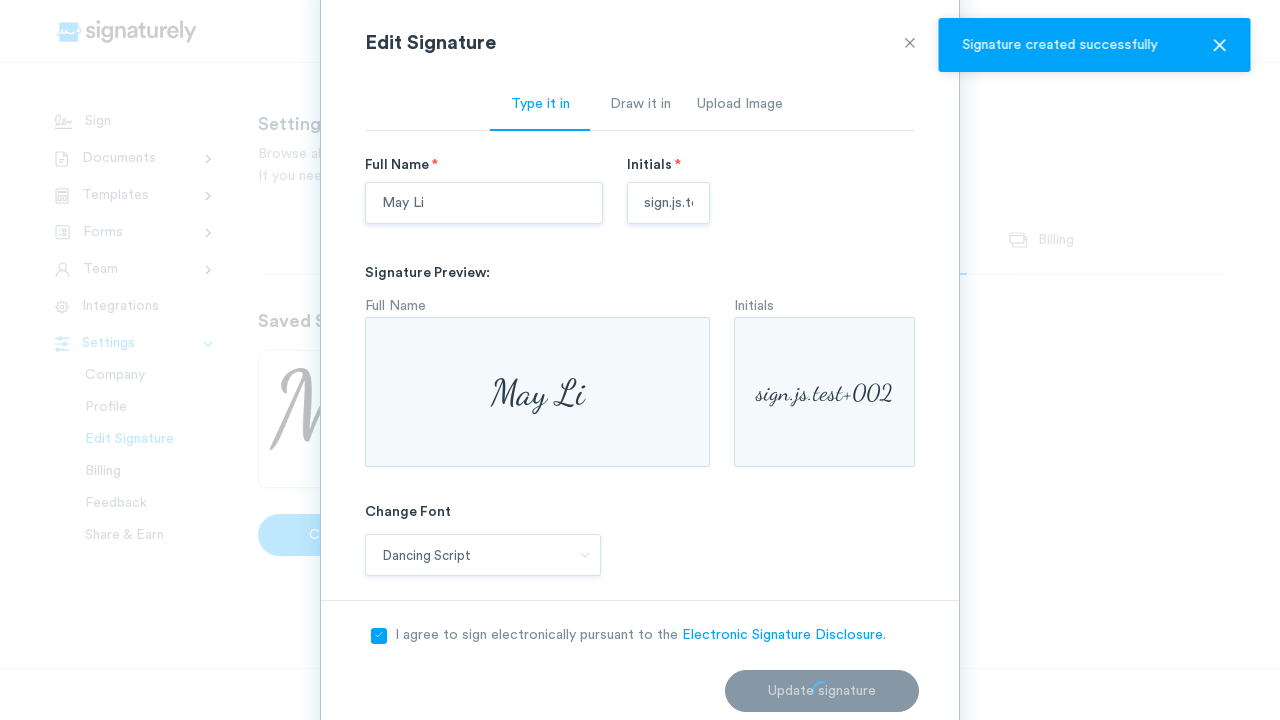 signaturely
Edit Signature
Signature created successfully
Type it in
Draw it in
Upload Image
Sign
Documents
Templates
Forms
Team
Integrations
Settings
Company
Profile
Edit Signature
Billing
Feedback
Share & Earn
Setting
Browse al
If you nee
Billing
Saved S
Full Name *
Initials *
May Li
sign.js.t
Signature Preview:
Full Name
Initials
May Li
sign.js.test+002
Change Font
Dancing Script
I agree to sign electronically pursuant to the Electronic Signature Disclosure.
Update signature